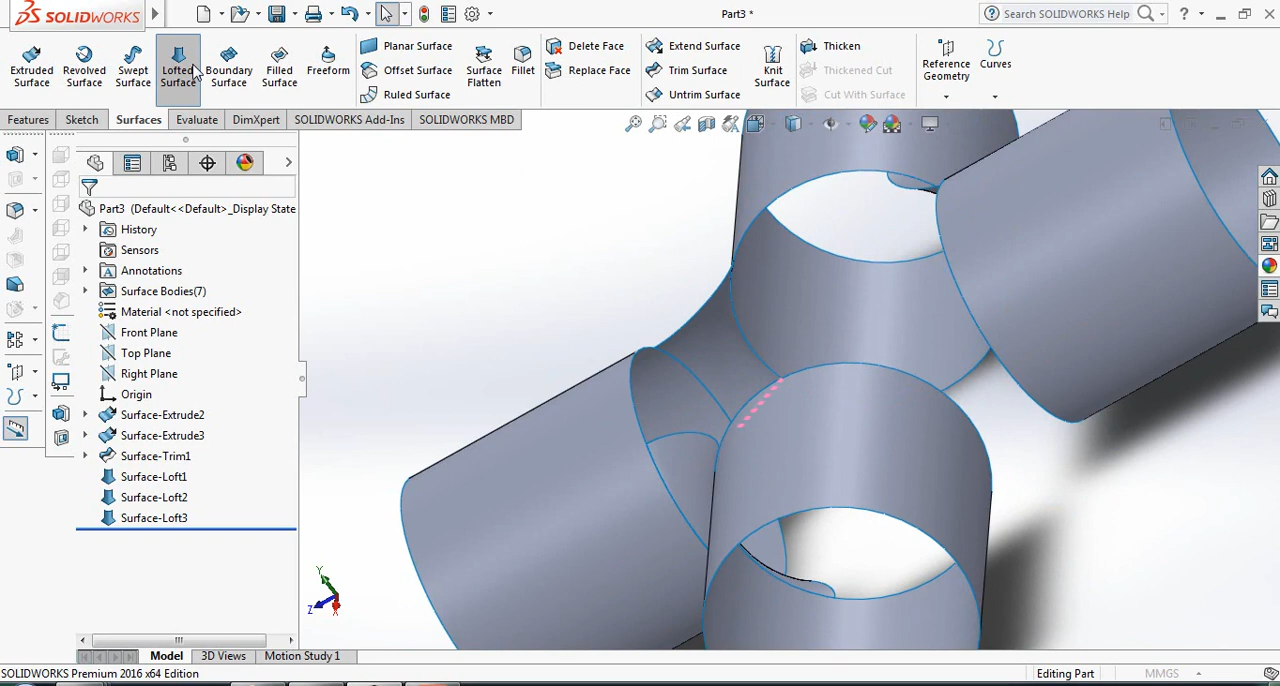 SOLIDWORKS
Part3 *
Search SOLIDWORKS Help
?
Extruded Surface
Revolved Surface
Swept Surface
Lofted Surface
Boundary Surface
Filled Surface
Freeform
Planar Surface
Offset Surface
Ruled Surface
Surface Flatten
Fillet
Delete Face
Replace Face
Extend Surface
Trim Surface
Untrim Surface
Knit Surface
Thicken
Thickened Cut
Cut With Surface
Reference Geometry
Curves
Features
Sketch
Surfaces
Evaluate
DimXpert
SOLIDWORKS Add-Ins
SOLIDWORKS MBD
Part3 (Default<<Default>_Display State
History
Sensors
Annotations
Surface Bodies(7)
Material <not specified>
Front Plane
Top Plane
Right Plane
Origin
Surface-Extrude2
Surface-Extrude3
Surface-Trim1
Surface-Loft1
Surface-Loft2
Surface-Loft3
Y
Z
X
Model
3D Views
Motion Study 1
SOLIDWORKS Premium 2016 x64 Edition
Editing Part
MMGS